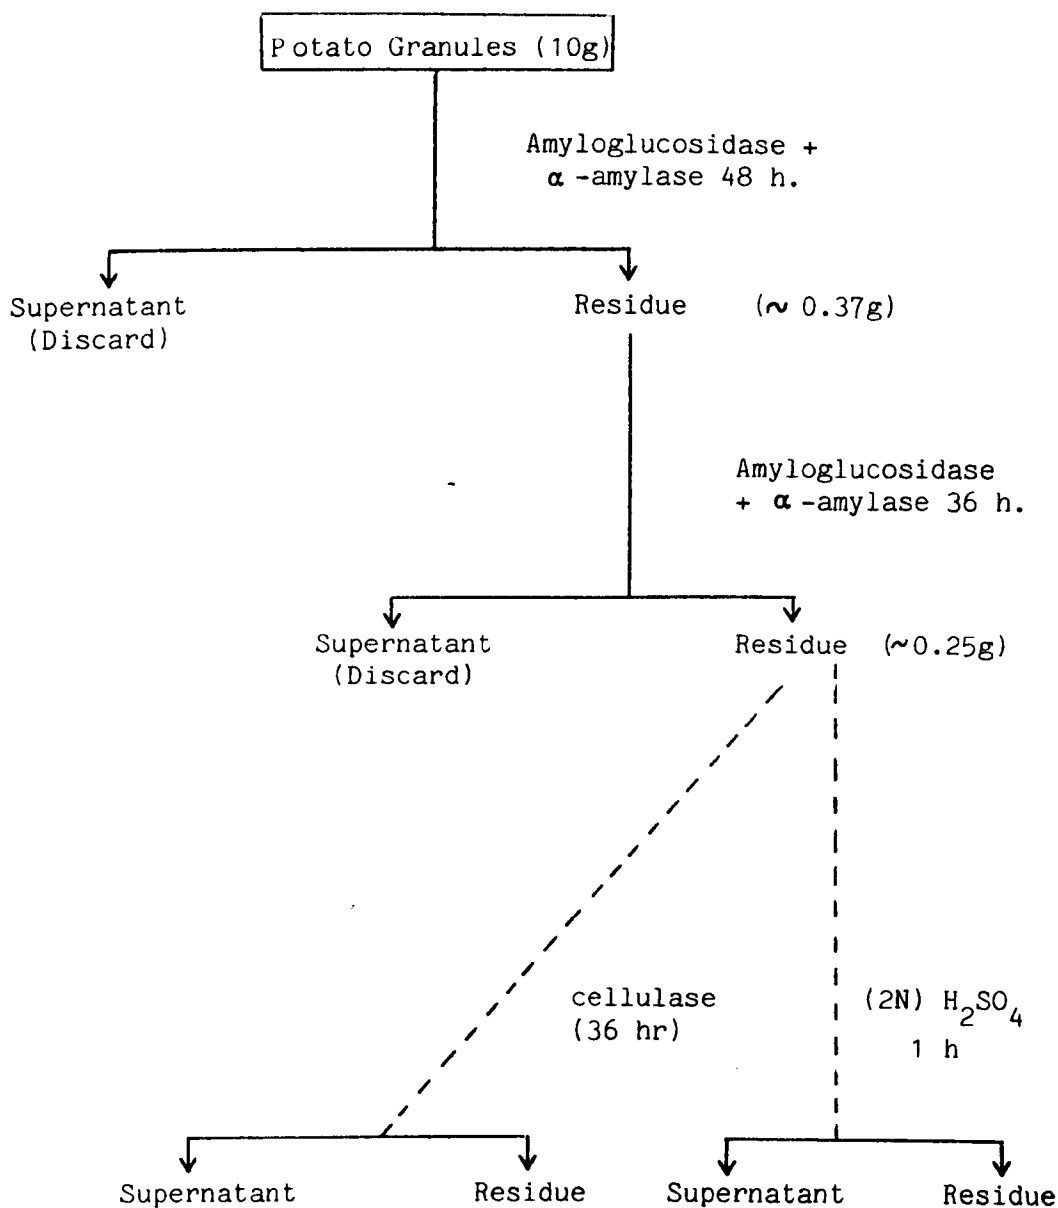 Potato Granules (10g)
Amyloglucosidase +
α-amylase 48 h.
Supernatant
(Discard)
Residue (~ 0.37g)
Amyloglucosidase
+ α-amylase 36 h.
Supernatant
(Discard)
Residue (~0.25g)
cellulase
(36 hr)
(2N) H₂SO₄
1 h
Supernatant Residue Supernatant Residue